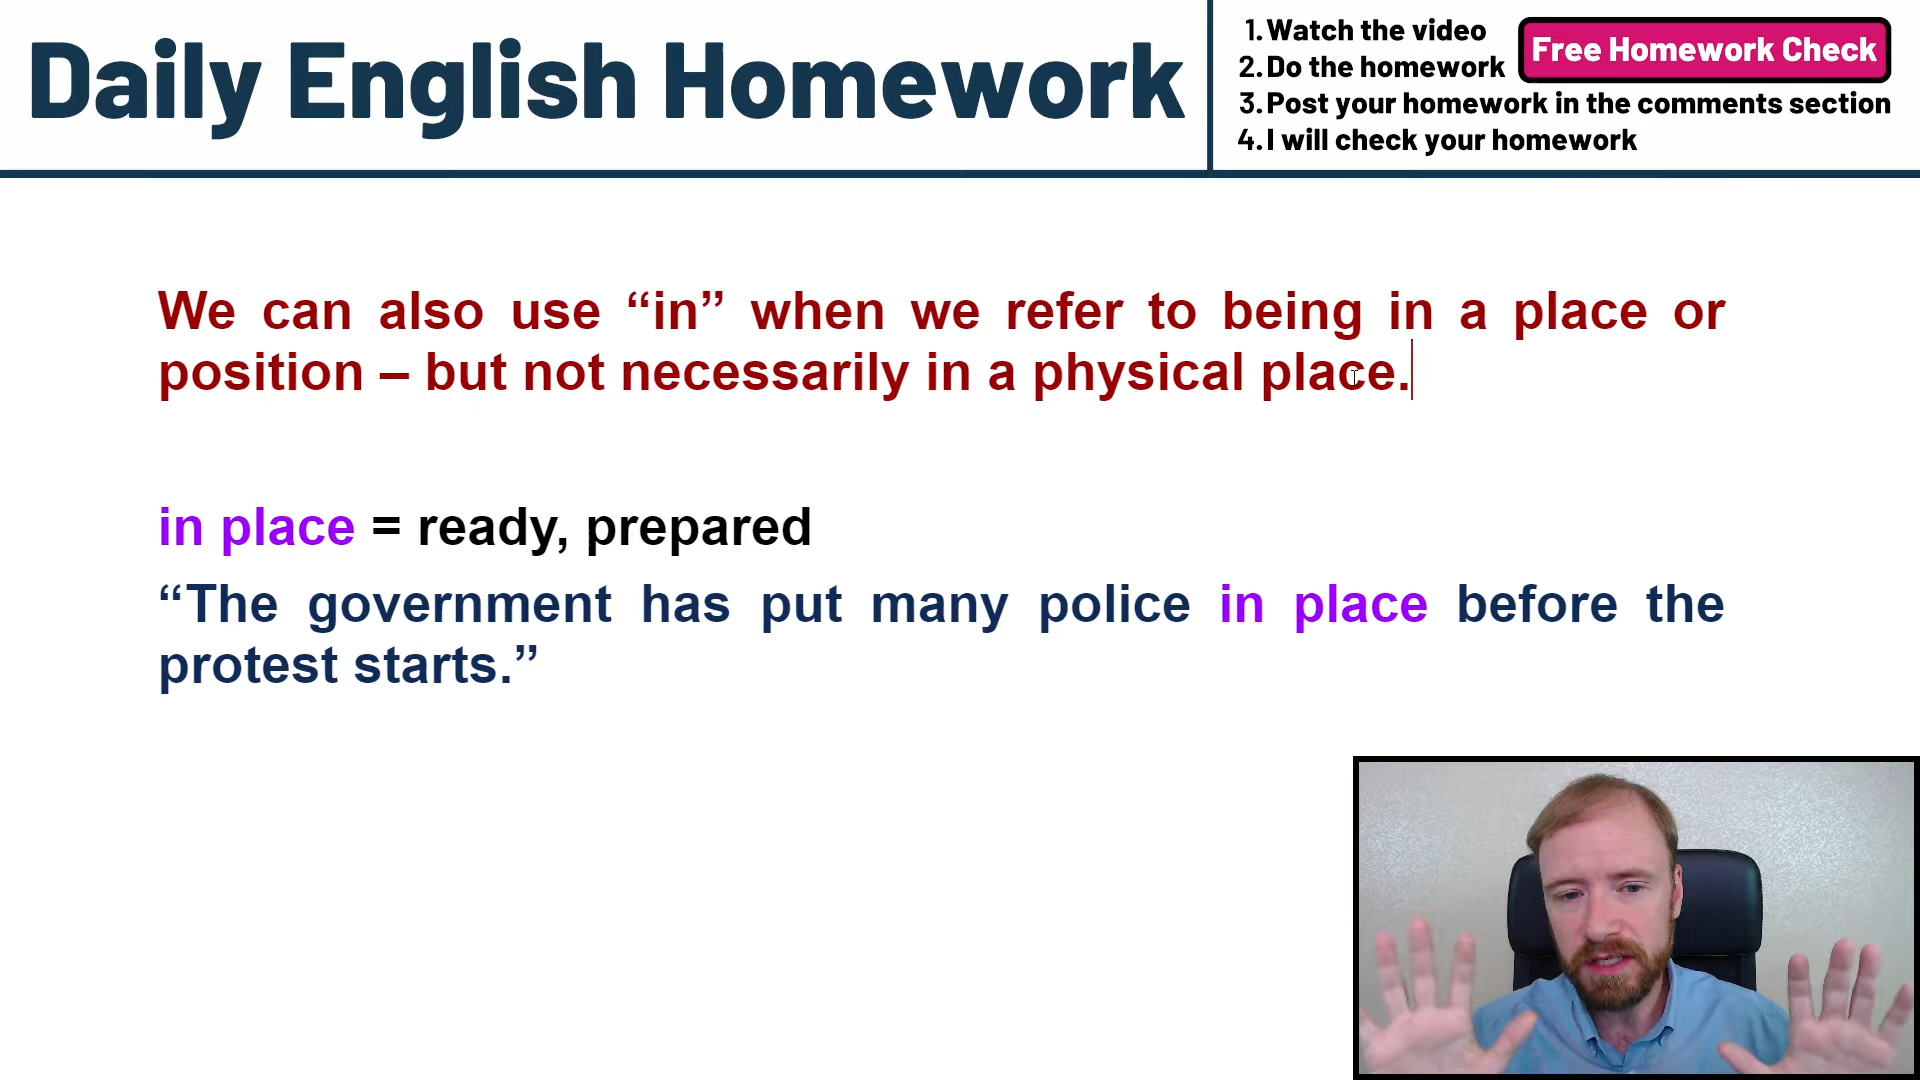 Daily English Homework
1. Watch the video
2. Do the homework
Free Homework Check
3. Post your homework in the comments section
4. I will check your homework
We can also use “in” when we refer to being in a place or
position – but not necessarily in a physical place.
in place = ready, prepared
“The government has put many police in place before the
protest starts.”